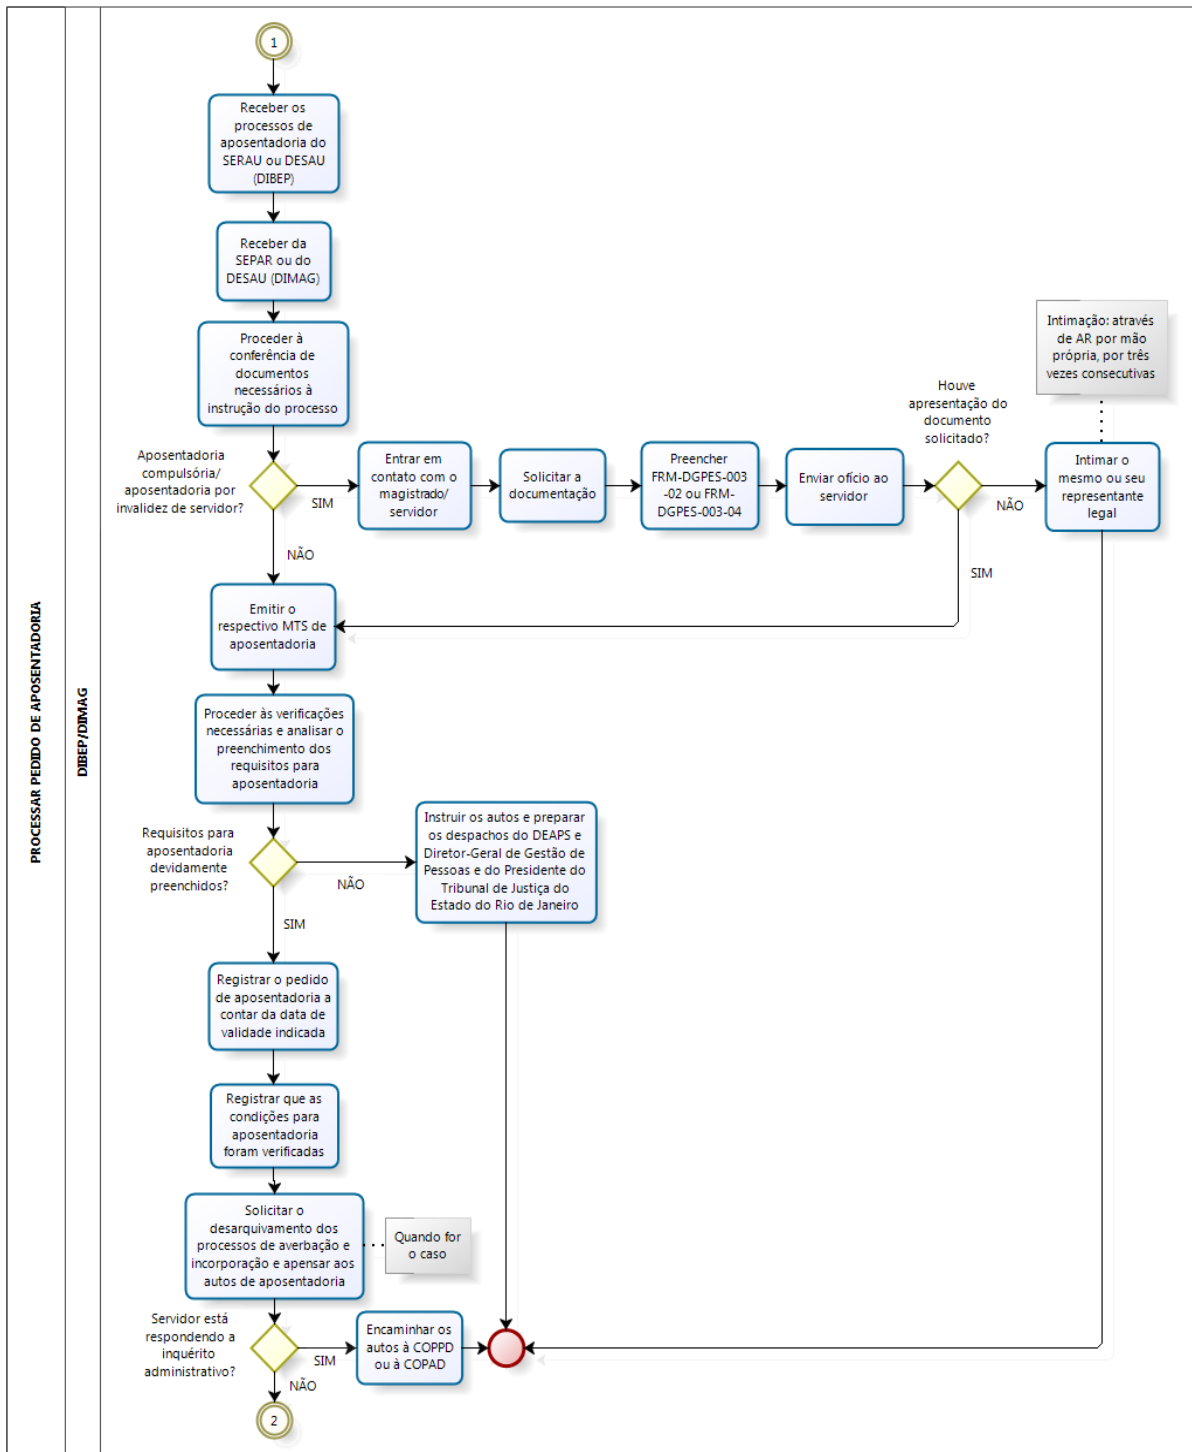 PROCESSAR PEDIDO DE APOSENTADORIA
DIBEP/DIMAG
1
Receber os
processos de
aposentadoria do
SERAU ou DESAU
(DIBEP)
Receber da
SEPAR ou do
DESAU (DIMAG)
Proceder à
conferência de
documentos
necessários à
instrução do processo
Aposentadoria
compulsória/
aposentadoria por
invalidez de servidor?
SIM
Entrar em
contato com o
magistrado/
servidor
Solicitar a
documentação
Preencher
FRM-DGPES-003
-02 ou FRM-
DGPES-003-04
Enviar ofício ao
servidor
Houve
apresentação do
documento
solicitado?
NÃO
Intimar o
mesmo ou seu
representante
legal
Intimação: através
de AR por mão
própria, por três
vezes consecutivas
NÃO
SIM
Emitir o
respectivo MTS de
aposentadoria
Proceder às verificações
necessárias e analisar o
preenchimento dos
requisitos para
aposentadoria
Requisitos para
aposentadoria
devidamente
preenchidos?
NÃO
Instruir os autos e preparar
os despachos do DEAPS e
Diretor-Geral de Gestão de
Pessoas e do Presidente do
Tribunal de Justiça do
Estado do Rio de Janeiro
SIM
Registrar o pedido
de aposentadoria a
contar da data de
validade indicada
Registrar que as
condições para
aposentadoria
foram verificadas
Solicitar o
desarquivamento dos
processos de averbação e
incorporação e apensar aos
autos de aposentadoria
Quando for
o caso
Servidor está
respondendo a
inquérito
administrativo?
SIM
Encaminhar os
autos à COPPD
ou à COPAD
NÃO
2